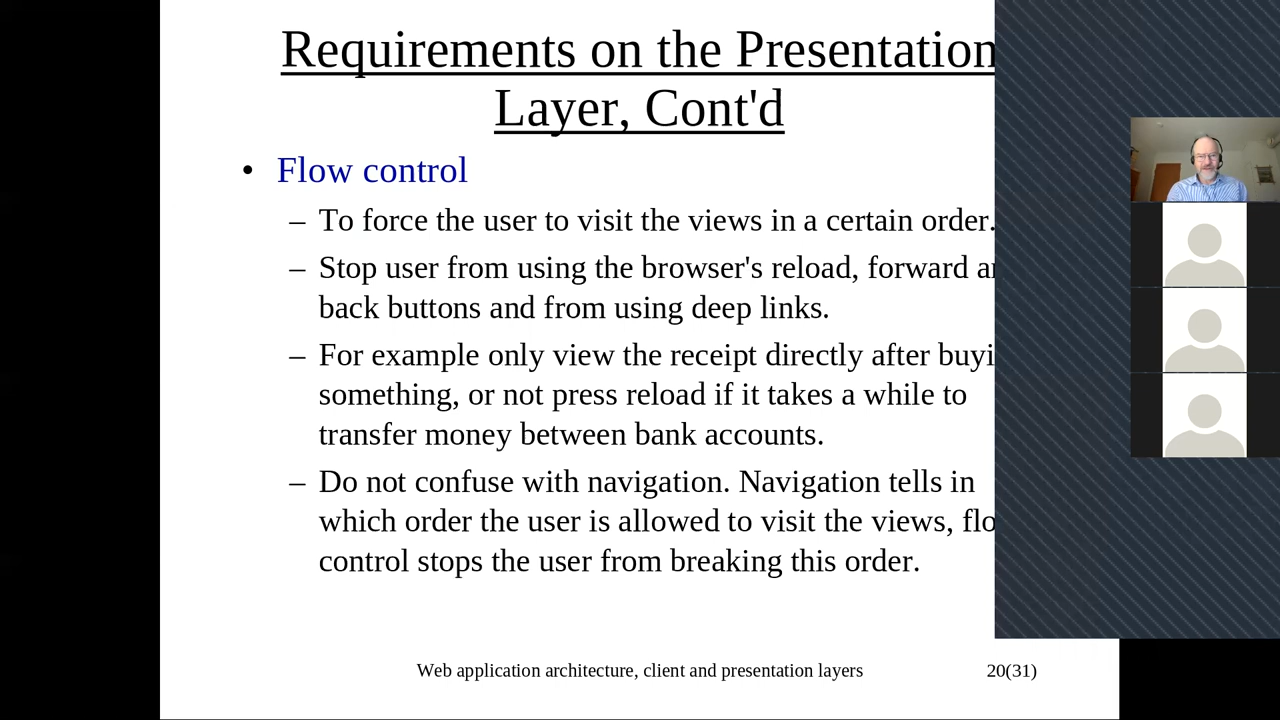 Requirements on the Presentation
Layer, Cont'd
• Flow control
– To force the user to visit the views in a certain order.
– Stop user from using the browser's reload, forward
back buttons and from using deep links.
– For example only view the receipt directly after
something, or not press reload if it takes a while to
transfer money between bank accounts.
– Do not confuse with navigation. Navigation tells in
which order the user is allowed to visit the views,
control stops the user from breaking this order.
Web application architecture, client and presentation layers
20(31)